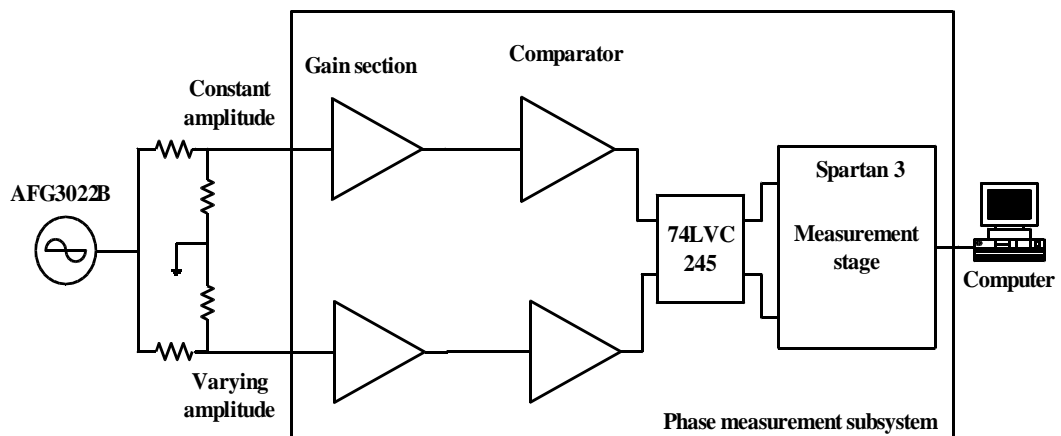 Gain section
Comparator
Constant
amplitude
AFG3022B
Spartan 3
74LVC
245
Measurement
stage
Computer
Varying
amplitude
Phase measurement subsystem